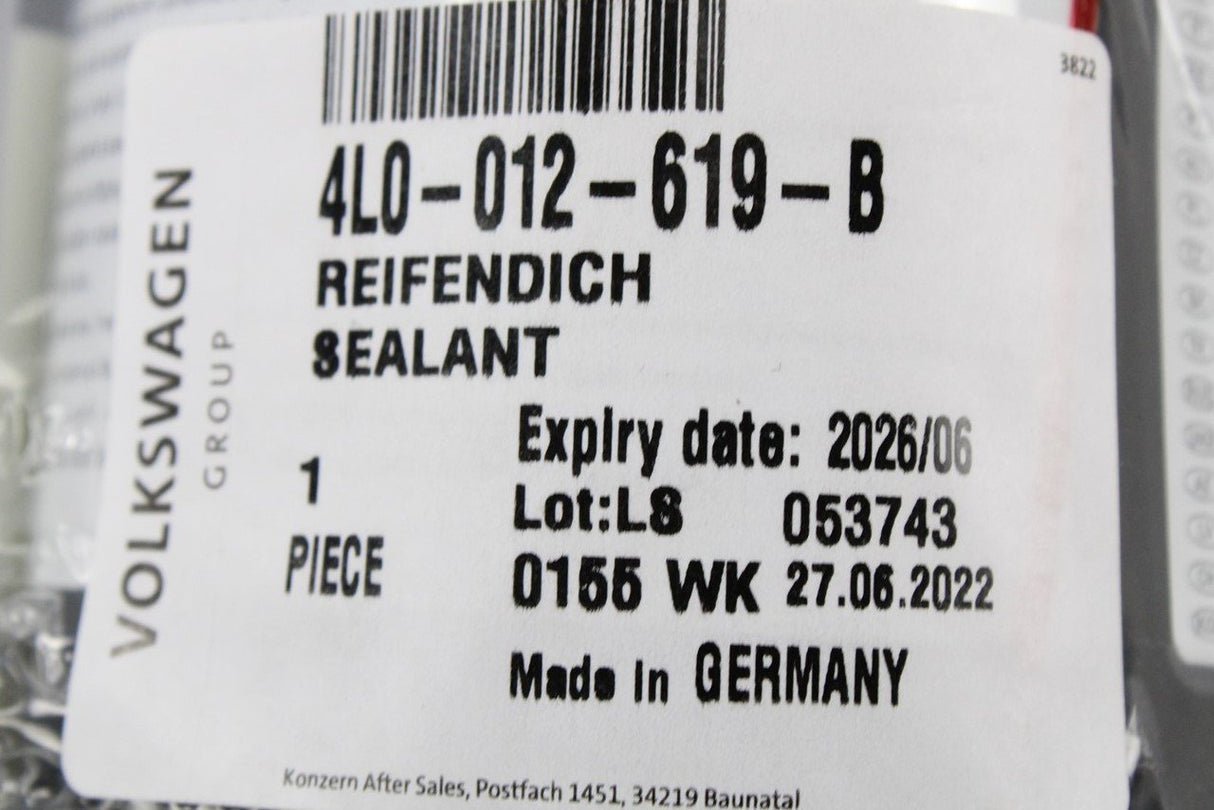 3822
4L0-012-619-B
REIFENDICH
SEALANT
VOLKSWAGEN
GROUP
1
PIECE
Expiry date: 2026/06
Lot:LS 053743
0155 WK 27.06.2022
Made in GERMANY
Konzern After Sales, Postfach 1451, 34219 Baunatal